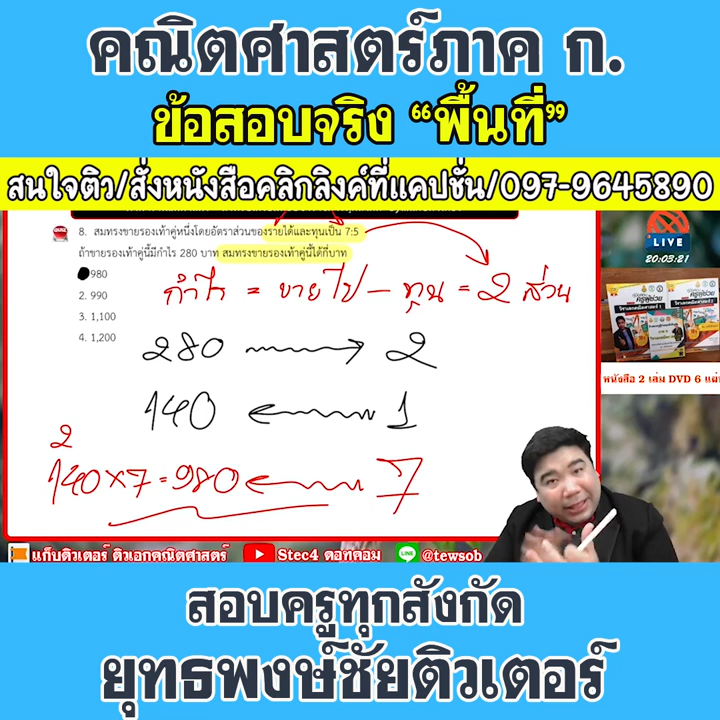 คณิตศาสตร์ภาค ก.
ข้อสอบจริง “พื้นที่”
สนใจติว/สั่งหนังสือคลิกลิงค์ที่แคปชั่น/097-9645890
8. สมทรงขายรองเท้าคู่หนึ่งโดยอัตราส่วนของรายได้และทุนเป็น 7:5
ถ้าขายรองเท้าคู่นี้มีกำไร 280 บาท สมทรงขายรองเท้าคู่นี้ได้กี่บาท
980
2. 990
3. 1,100
4. 1,200
กำไร = ขายไป - ทุน = 2 ส่วน
280 2
140 1
2
140×7=980 7
LIVE
20:03:21
หนังสือ 2 เล่ม DVD 6 แผ่
แก๊บติวเตอร์ ติวเอกคณิตศาสตร์
Stec4 ดอทคอม
LINE @tewsob
สอบครูทุกสังกัด
ยุทธพงษ์ชัยติวเตอร์